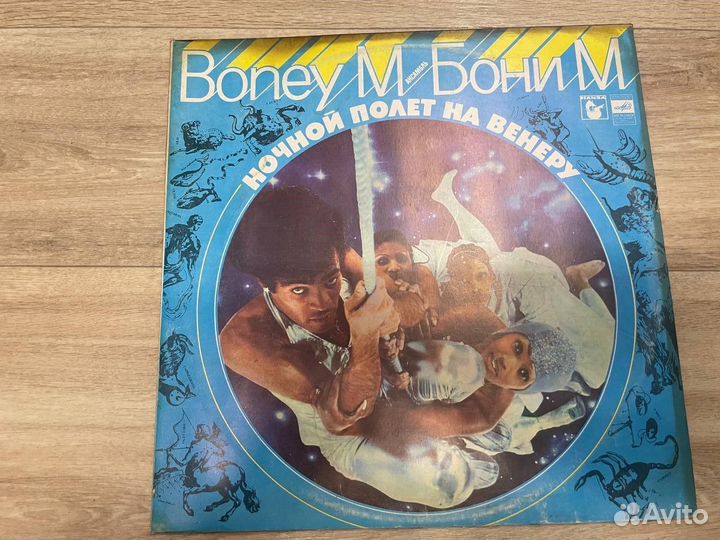 Boney M АНСАМБЛЬ Бони М
НОЧНОЙ ПОЛЕТ НА ВЕНЕРУ
HANSA
Avito